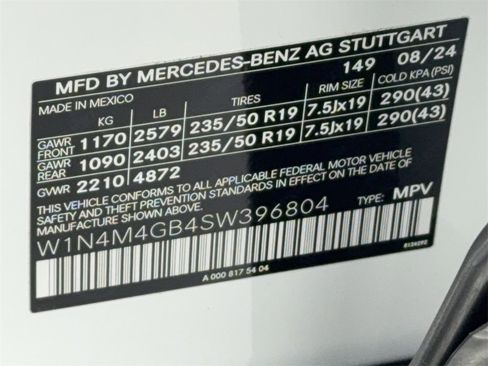 MFD BY MERCEDES-BENZ AG STUTTGART
MADE IN MEXICO 149 08/24
KG LB TIRES RIM SIZE COLD KPA (PSI)
GAWR FRONT 1170 2579 235/50 R19 7.5Jx19 290(43)
GAWR REAR 1090 2403 235/50 R19 7.5Jx19 290(43)
GVWR 2210 4872
THIS VEHICLE CONFORMS TO ALL APPLICABLE FEDERAL MOTOR VEHICLE
SAFETY AND THEFT PREVENTION STANDARDS IN EFFECT ON THE DATE OF
MANUFACTURE SHOWN ABOVE.
W1N4M4GB4SW396804 TYPE: MPV
A 000 817 54 04